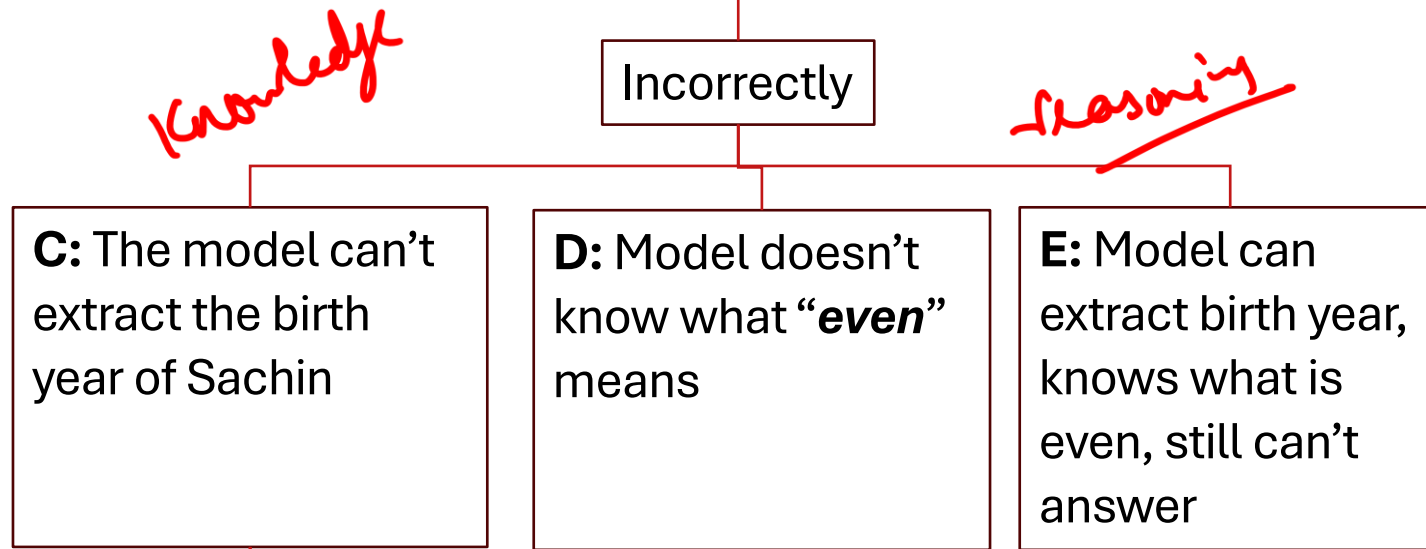 Knowledge
Incorrectly
reasoning
C: The model can’t
extract the birth
year of Sachin
D: Model doesn’t
know what “even”
means
E: Model can
extract birth year,
knows what is
even, still can’t
answer